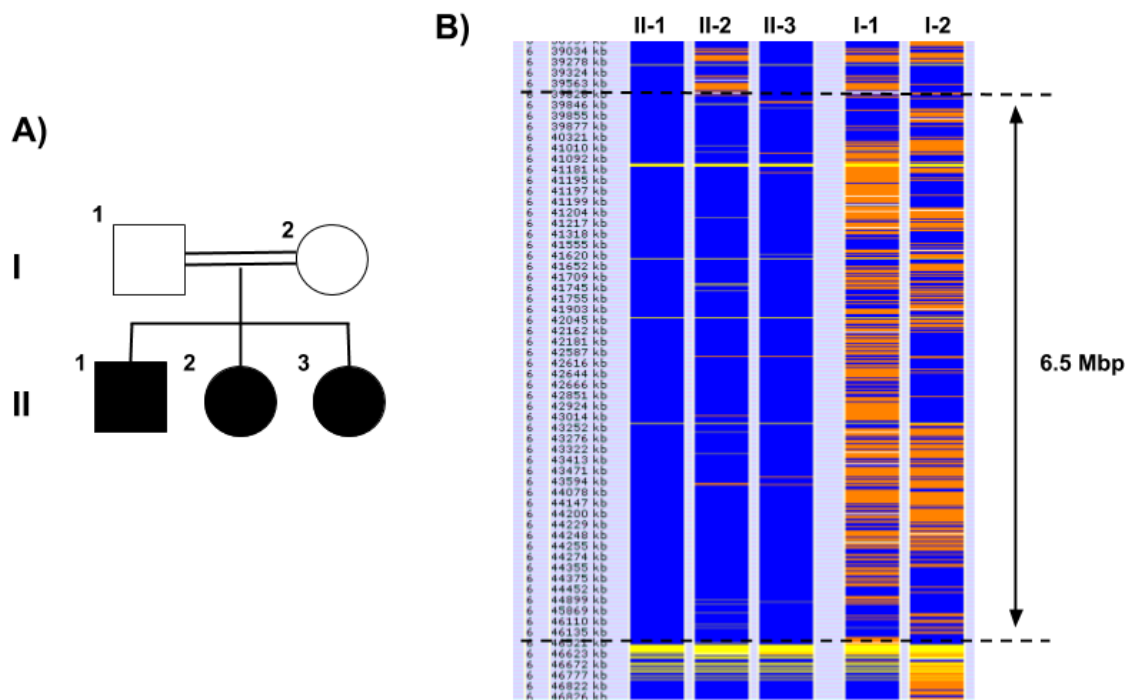 B)
II-1 II-2 II-3 I-1 I-2
6 39034 kb
6 39278 kb
6 39324 kb
6 39563 kb
6 39846 kb
6 39855 kb
6 39877 kb
6 40321 kb
6 41010 kb
6 41092 kb
6 41181 kb
6 41195 kb
6 41197 kb
6 41199 kb
6 41204 kb
6 41217 kb
6 41318 kb
6 41555 kb
6 41620 kb
6 41652 kb
6 41709 kb
6 41745 kb
6 41755 kb
6 41903 kb
6 42045 kb
6 42162 kb
6 42181 kb
6 42587 kb
6 42616 kb
6 42644 kb
6 42666 kb
6 42851 kb
6 42924 kb
6 43014 kb
6 43252 kb
6 43276 kb
6 43322 kb
6 43413 kb
6 43471 kb
6 43594 kb
6 44078 kb
6 44147 kb
6 44200 kb
6 44229 kb
6 44248 kb
6 44255 kb
6 44274 kb
6 44355 kb
6 44375 kb
6 44452 kb
6 44899 kb
6 45869 kb
6 46110 kb
6 46135 kb
6 46623 kb
6 46672 kb
6 46777 kb
6 46822 kb
6 46826 kb
6.5 Mbp
A)
1 2
I
1 2 3
II